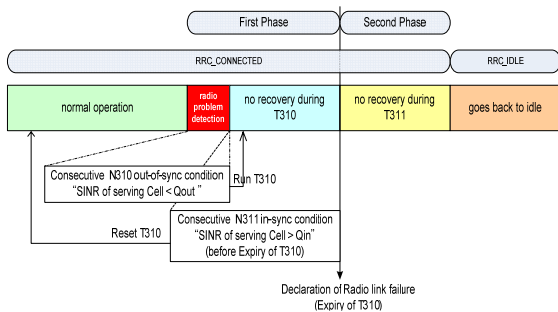 First Phase
Second Phase
RRC_CONNECTED
RRC_IDLE
normal operation
radio
problem
detection
no recovery during
T310
no recovery during
T311
goes back to idle
Consecutive N310 out-of-sync condition
“SINR of serving Cell < Qout ”
Run T310
Consecutive N311 in-sync condition
“SINR of serving Cell > Qin”
(before Expiry of T310)
Reset T310
Declaration of Radio link failure
(Expiry of T310)